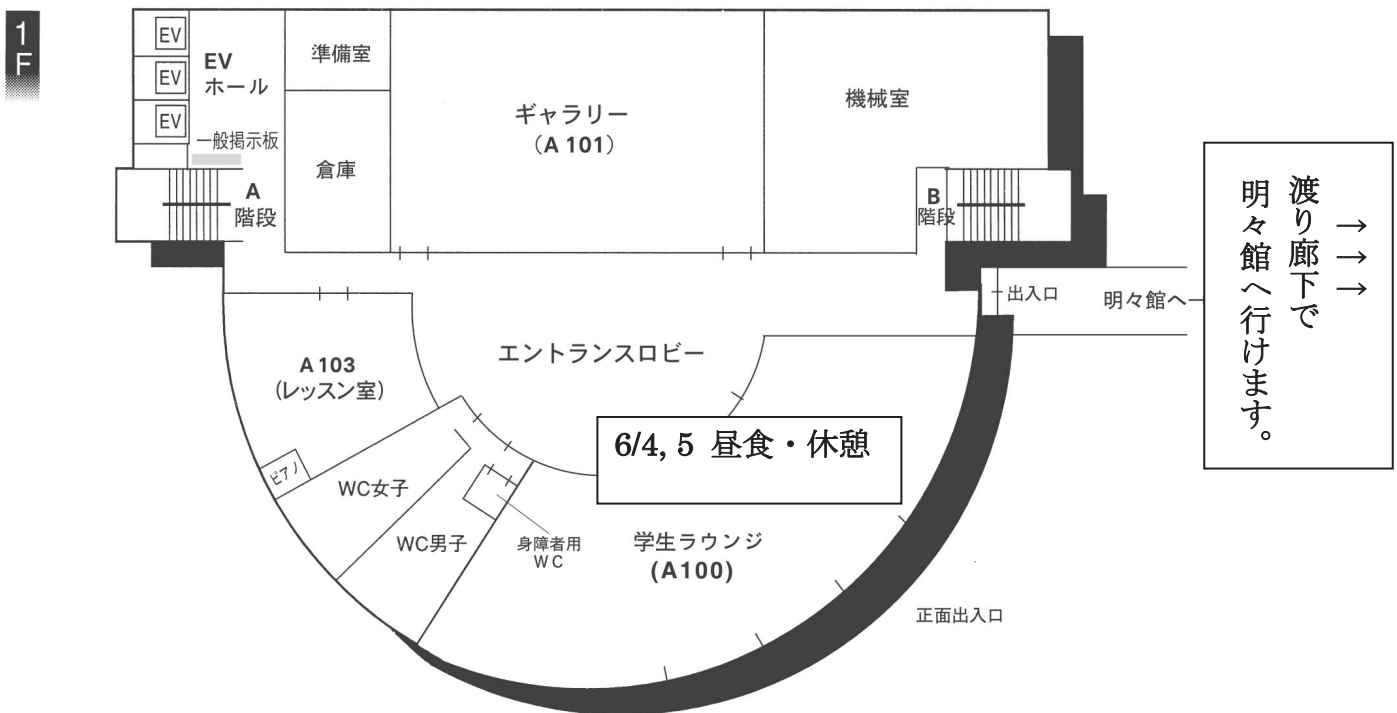 1F
EV
EV
EV
EV
ホール
一般掲示板
A
階段
準備室
倉庫
ギャラリー
（A 101）
機械室
B
階段
出入口
明々館へ
→→→
渡り廊下で
明々館へ行けます。
エントランスロビー
A103
（レッスン室）
ピアノ
WC女子
WC男子
身障者用
WC
6/4, 5 昼食・休憩
学生ラウンジ
(A100)
正面出入口